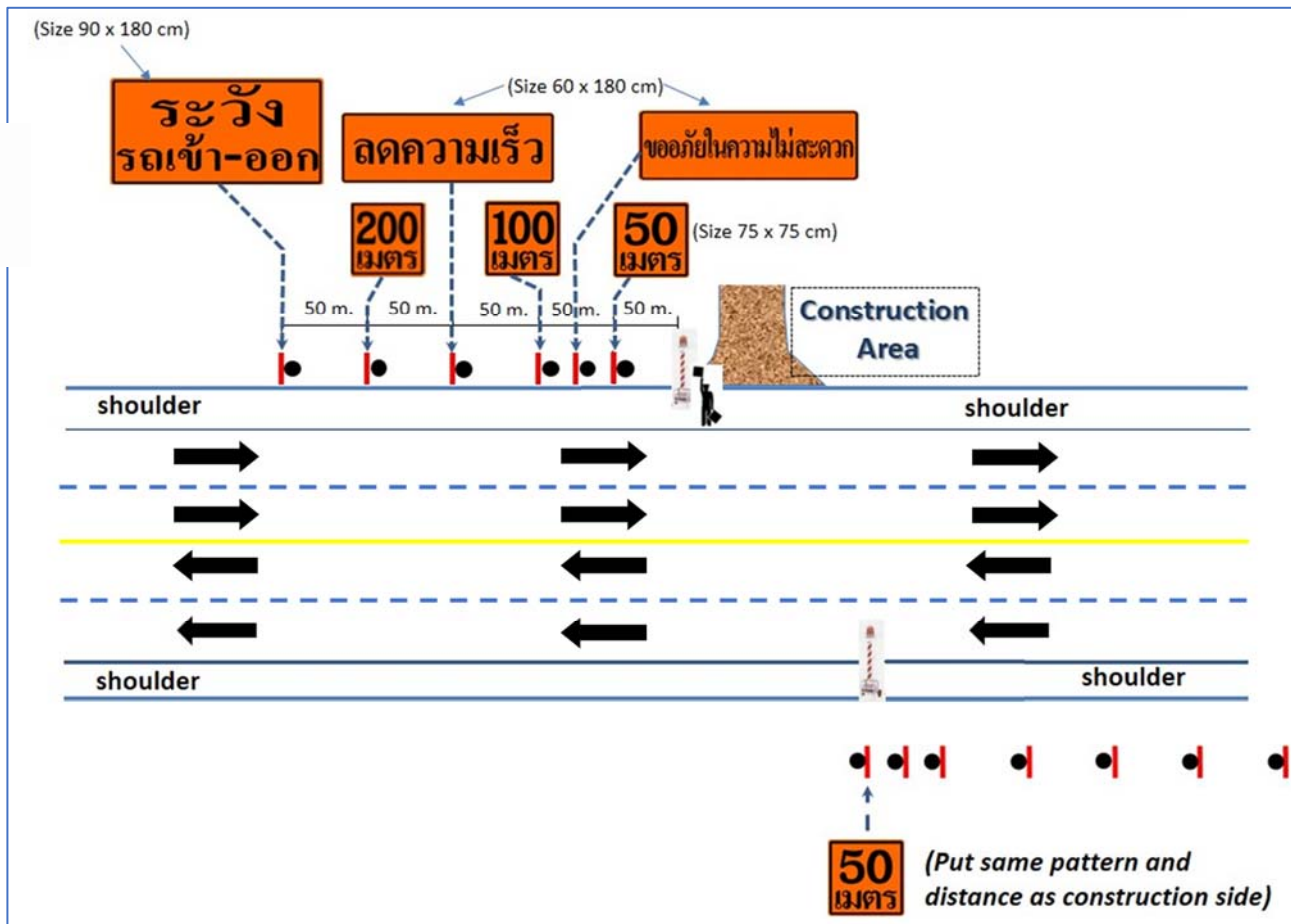 (Size 90 x 180 cm)
ระวัง
รถเข้า-ออก
(Size 60 x 180 cm)
ลดความเร็ว
ขออภัยในความไม่สะดวก
200
เมตร
100
เมตร
50
เมตร
(Size 75 x 75 cm)
50 m.
50 m.
50 m.
50 m.
50 m.
Construction
Area
shoulder
shoulder
shoulder
shoulder
50
เมตร
(Put same pattern and
distance as construction side)